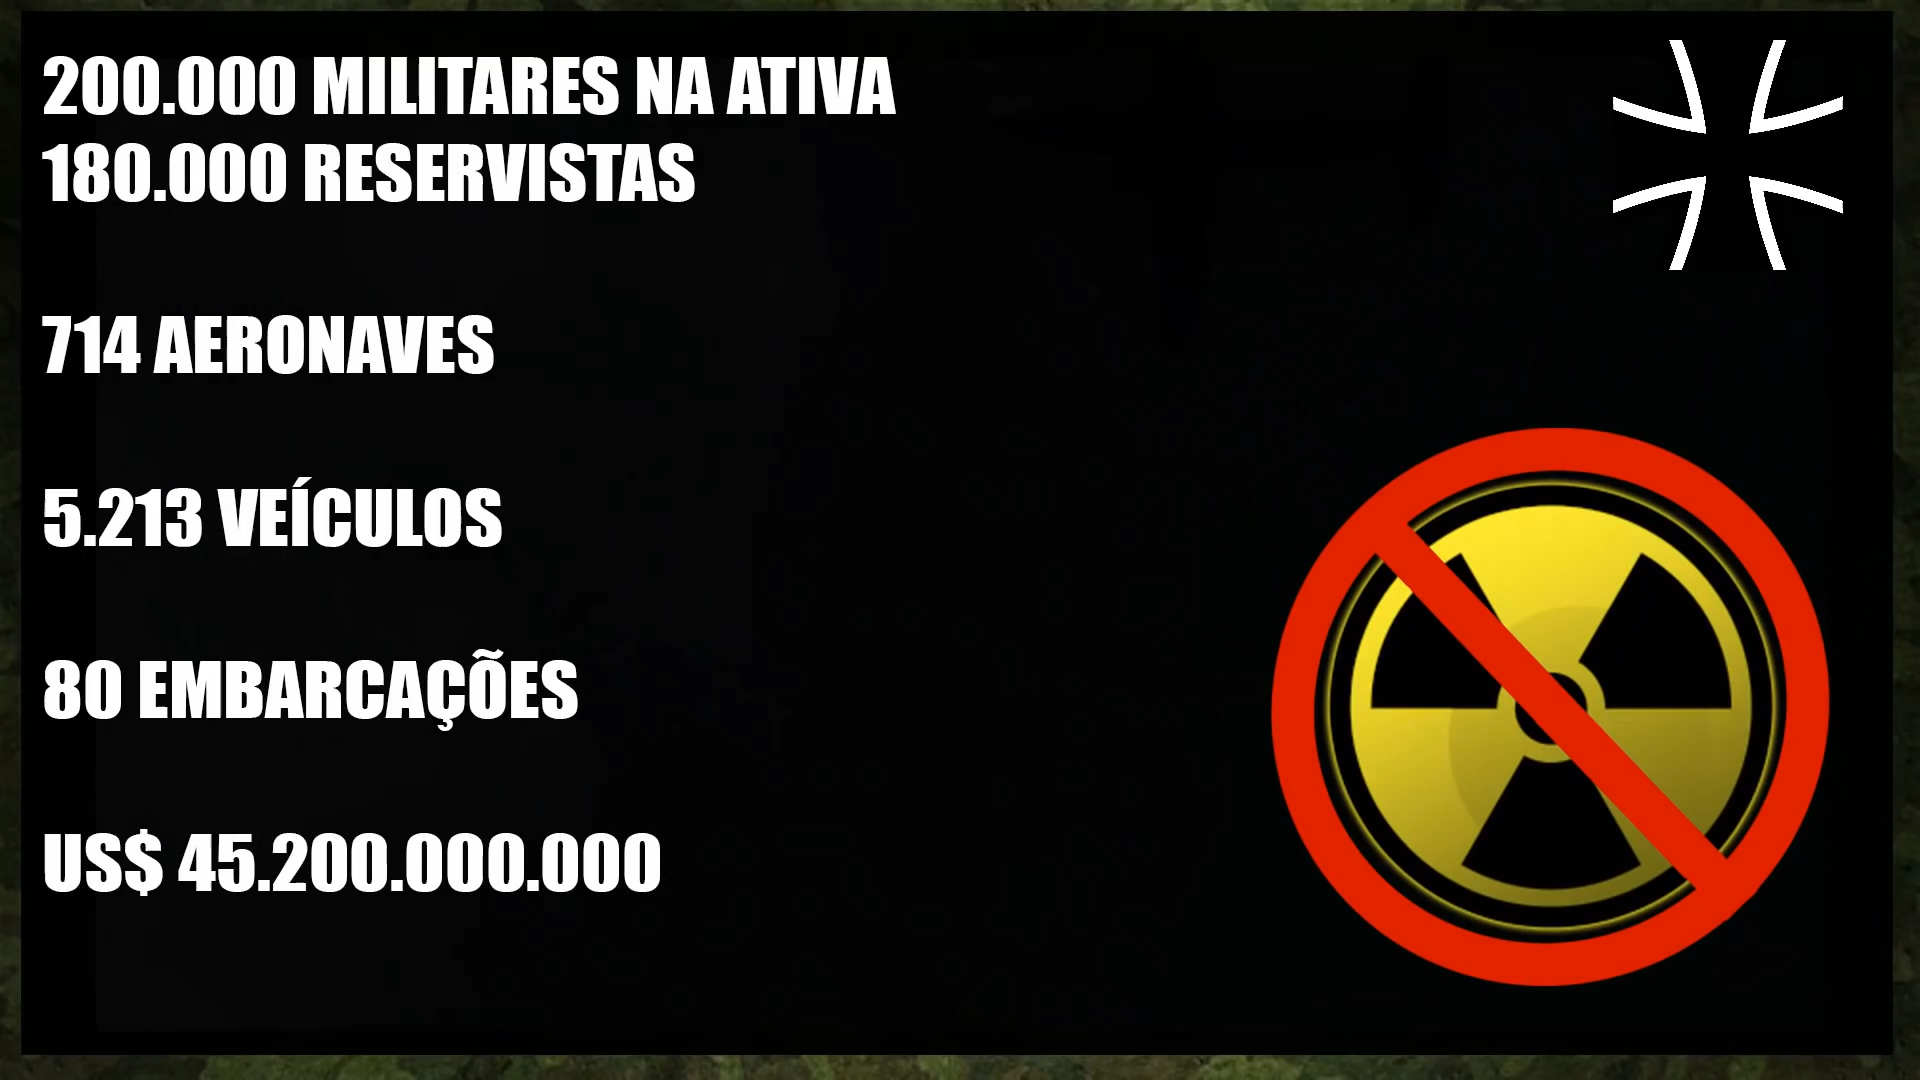 200.000 MILITARES NA ATIVA
180.000 RESERVISTAS
714 AERONAVES
5.213 VEÍCULOS
80 EMBARCAÇÕES
US$ 45.200.000.000